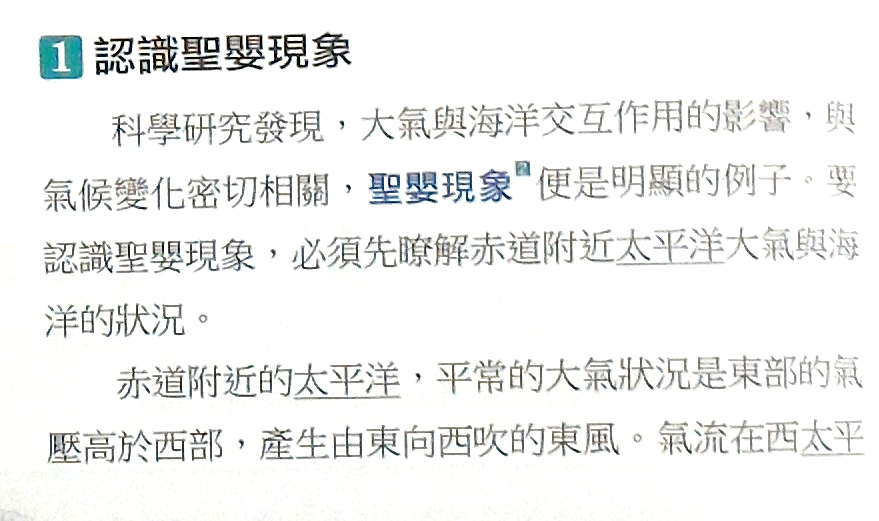 1 認識聖嬰現象
科學研究發現，大氣與海洋交互作用的影響，與
氣候變化密切相關，聖嬰現象便是明顯的例子。要
認識聖嬰現象，必須先瞭解赤道附近太平洋大氣與海
洋的狀況。
赤道附近的太平洋，平常的大氣狀況是東部的氣
壓高於西部，產生由東向西吹的東風。氣流在西太平